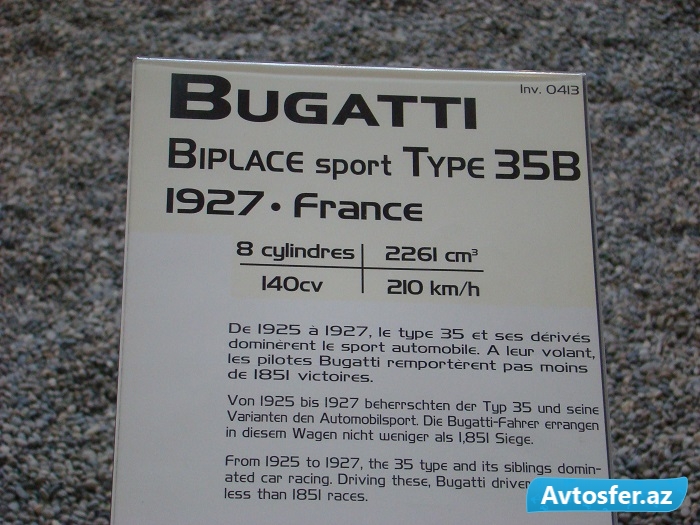 BUGATTI
Inv. 0413
BIPLACE sport TYPE 35B
1927 • France
8 cylindres | 2261 cm³
140cv | 210 km/h
De 1925 à 1927, le type 35 et ses dérivés
dominèrent le sport automobile. A leur volant,
les pilotes Bugatti remportèrent pas moins
de 1851 victoires.
Von 1925 bis 1927 beherrschten der Typ 35 und seine
Varianten den Automobilsport. Die Bugatti-Fahrer errangen
in diesem Wagen nicht weniger als 1,851 Siege.
From 1925 to 1927, the 35 type and its siblings domin-
ated car racing. Driving these, Bugatti driver
less than 1851 races.
Avtosfer.az